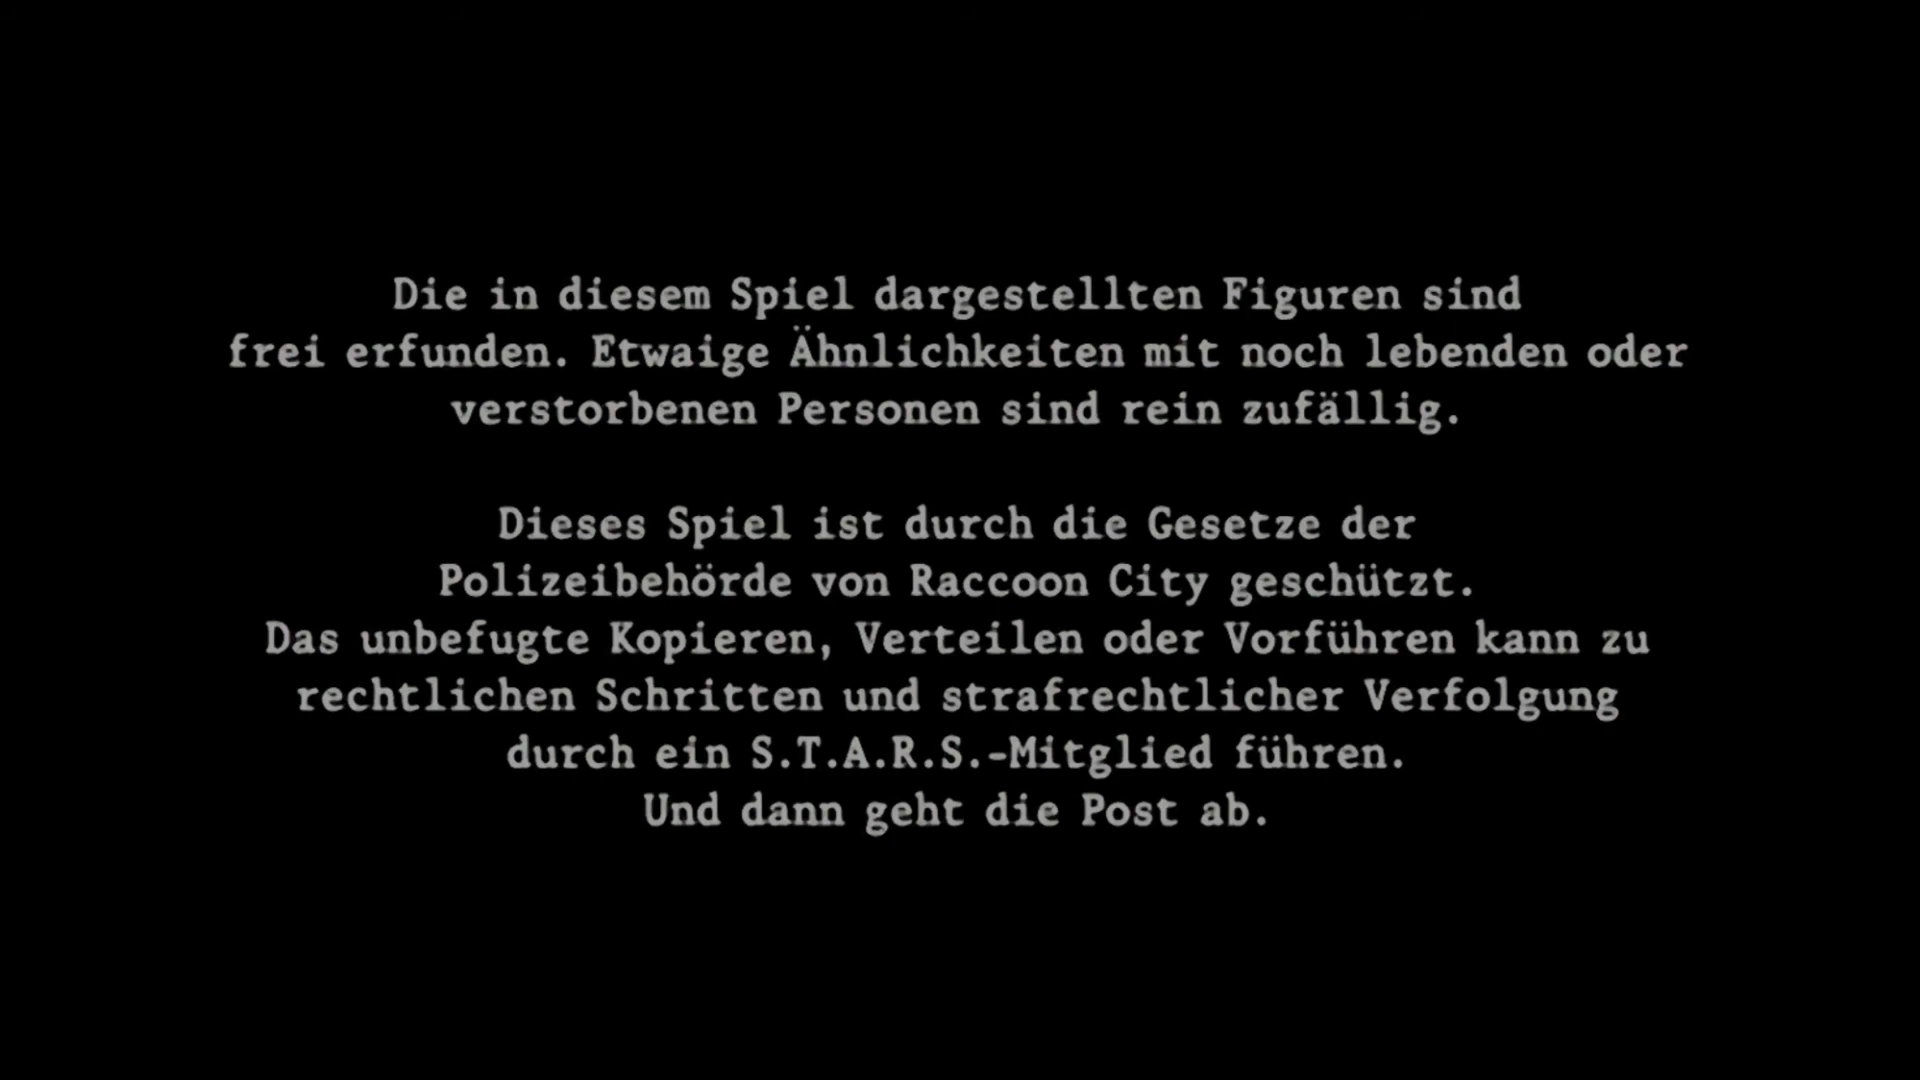 Die in diesem Spiel dargestellten Figuren sind
frei erfunden. Etwaige Ähnlichkeiten mit noch lebenden oder
verstorbenen Personen sind rein zufällig.
Dieses Spiel ist durch die Gesetze der
Polizeibehörde von Raccoon City geschützt.
Das unbefugte Kopieren, Verteilen oder Vorführen kann zu
rechtlichen Schritten und strafrechtlicher Verfolgung
durch ein S.T.A.R.S.-Mitglied führen.
Und dann geht die Post ab.